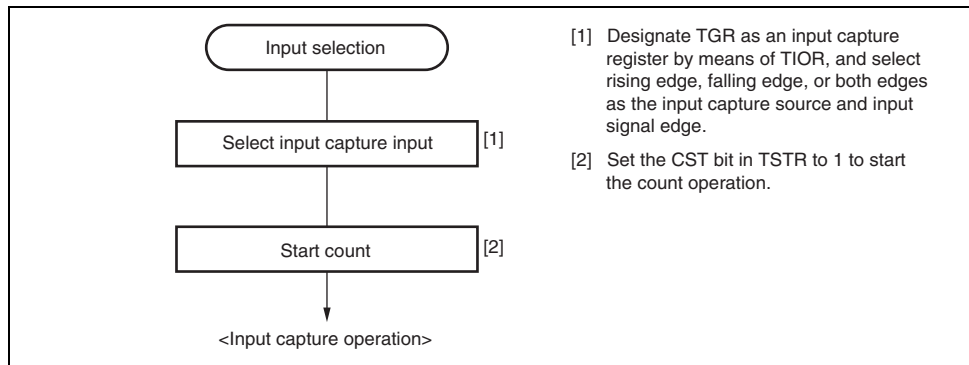 Input selection
Select input capture input
[1]
Start count
[2]
<Input capture operation>
[1] Designate TGR as an input capture
register by means of TIOR, and select
rising edge, falling edge, or both edges
as the input capture source and input
signal edge.
[2] Set the CST bit in TSTR to 1 to start
the count operation.